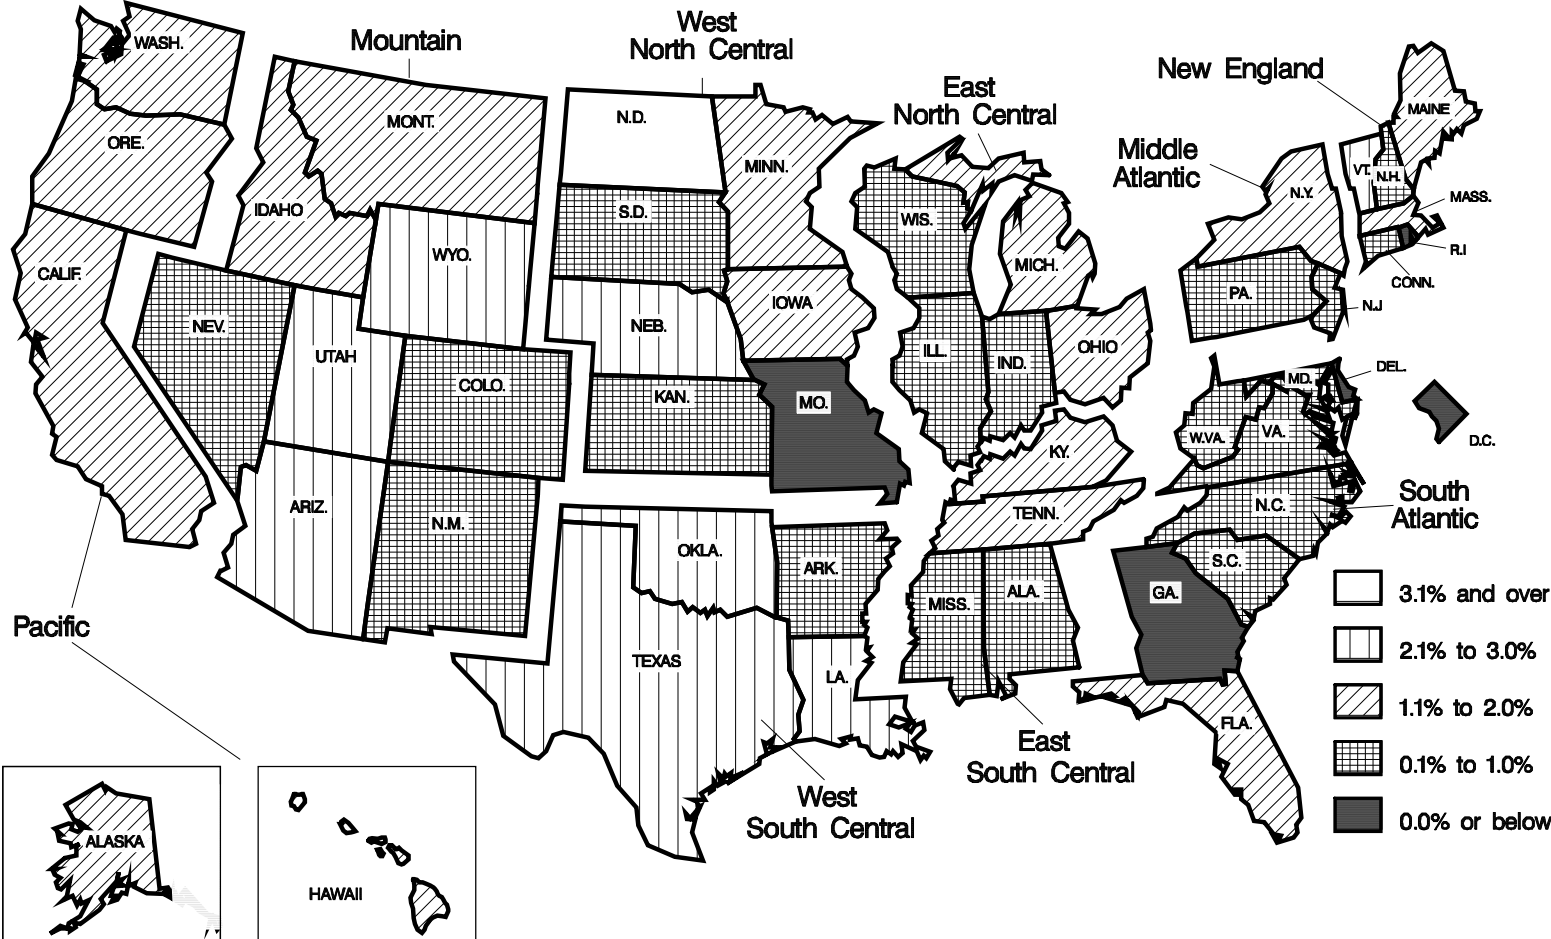 West
North Central
Mountain
WASH.
New England
East
North Central
MAINE
MONT.
N.D.
ORE.
Middle
Atlantic
MINN.
VT.
N.H.
N.Y.
MASS.
IDAHO
S.D.
WIS.
R.I
WYO.
CALIF.
MICH.
CONN.
PA.
IOWA
N.J
NEV.
NEB.
UTAH
ILL.
IND.
OHIO
DEL.
MD.
COLO.
KAN.
MO.
W.VA.
VA.
D.C.
KY.
South
Atlantic
ARIZ.
N.M.
TENN.
N.C.
OKLA.
ARK.
S.C.
ALA.
GA.
MISS.
3.1% and over
Pacific
2.1% to 3.0%
TEXAS
LA.
1.1% to 2.0%
FLA.
East
South Central
0.1% to 1.0%
West
South Central
0.0% or below
ALASKA
HAWAII